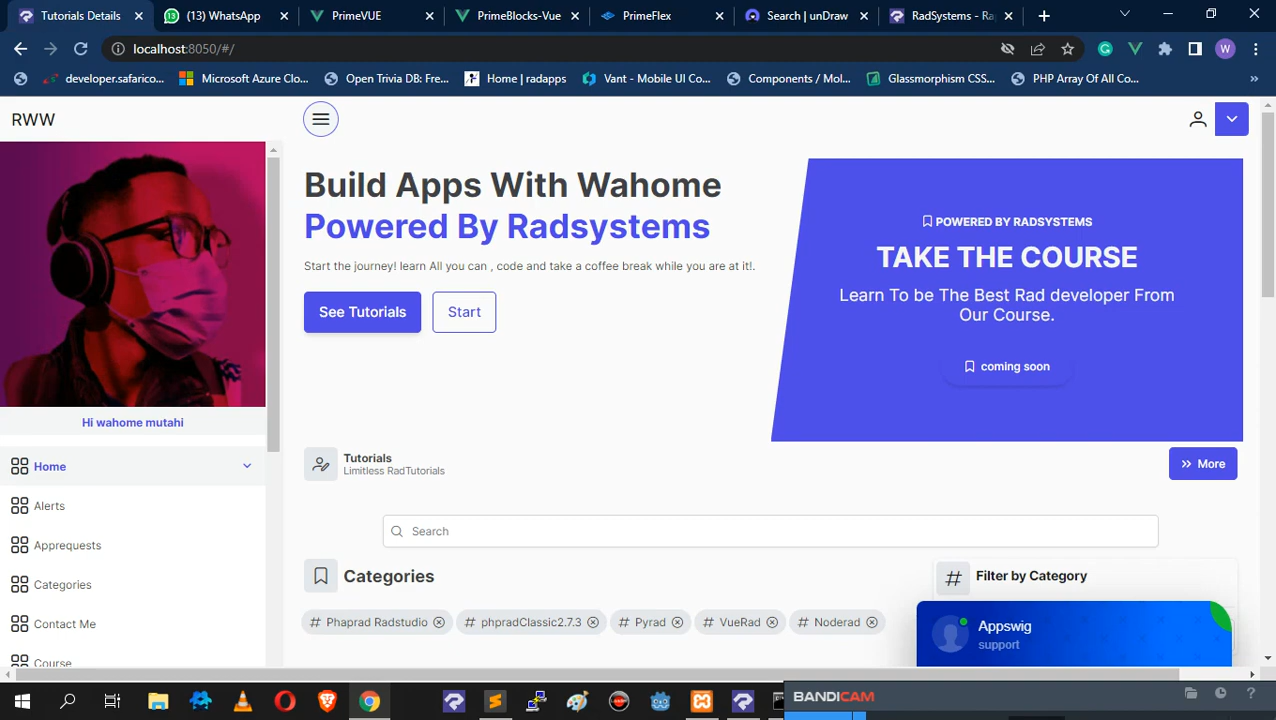 Tutorials Details
(13) WhatsApp
PrimeVUE
PrimeBlocks-Vue
PrimeFlex
Search | unDraw
RadSystems - Ra
localhost:8050/#/
W
developer.safarico...
Microsoft Azure Clo...
Open Trivia DB: Fre...
Home | radapps
Vant - Mobile UI Co...
Components / Mol...
Glassmorphism CSS...
PHP Array Of All Co...
RWW
Build Apps With Wahome
Powered By Radsystems
Start the journey! learn All you can , code and take a coffee break while you are at it!.
See Tutorials
Start
POWERED BY RADSYSTEMS
TAKE THE COURSE
Learn To be The Best Rad developer From
Our Course.
coming soon
Hi wahome mutahi
Home
Alerts
Apprequests
Categories
Contact Me
Course
Tutorials
Limitless RadTutorials
More
Search
Categories
Filter by Category
# Phaprad Radstudio
# phpradClassic2.7.3
# Pyrad
# VueRad
# Noderad
Appswig
support
BANDICAM